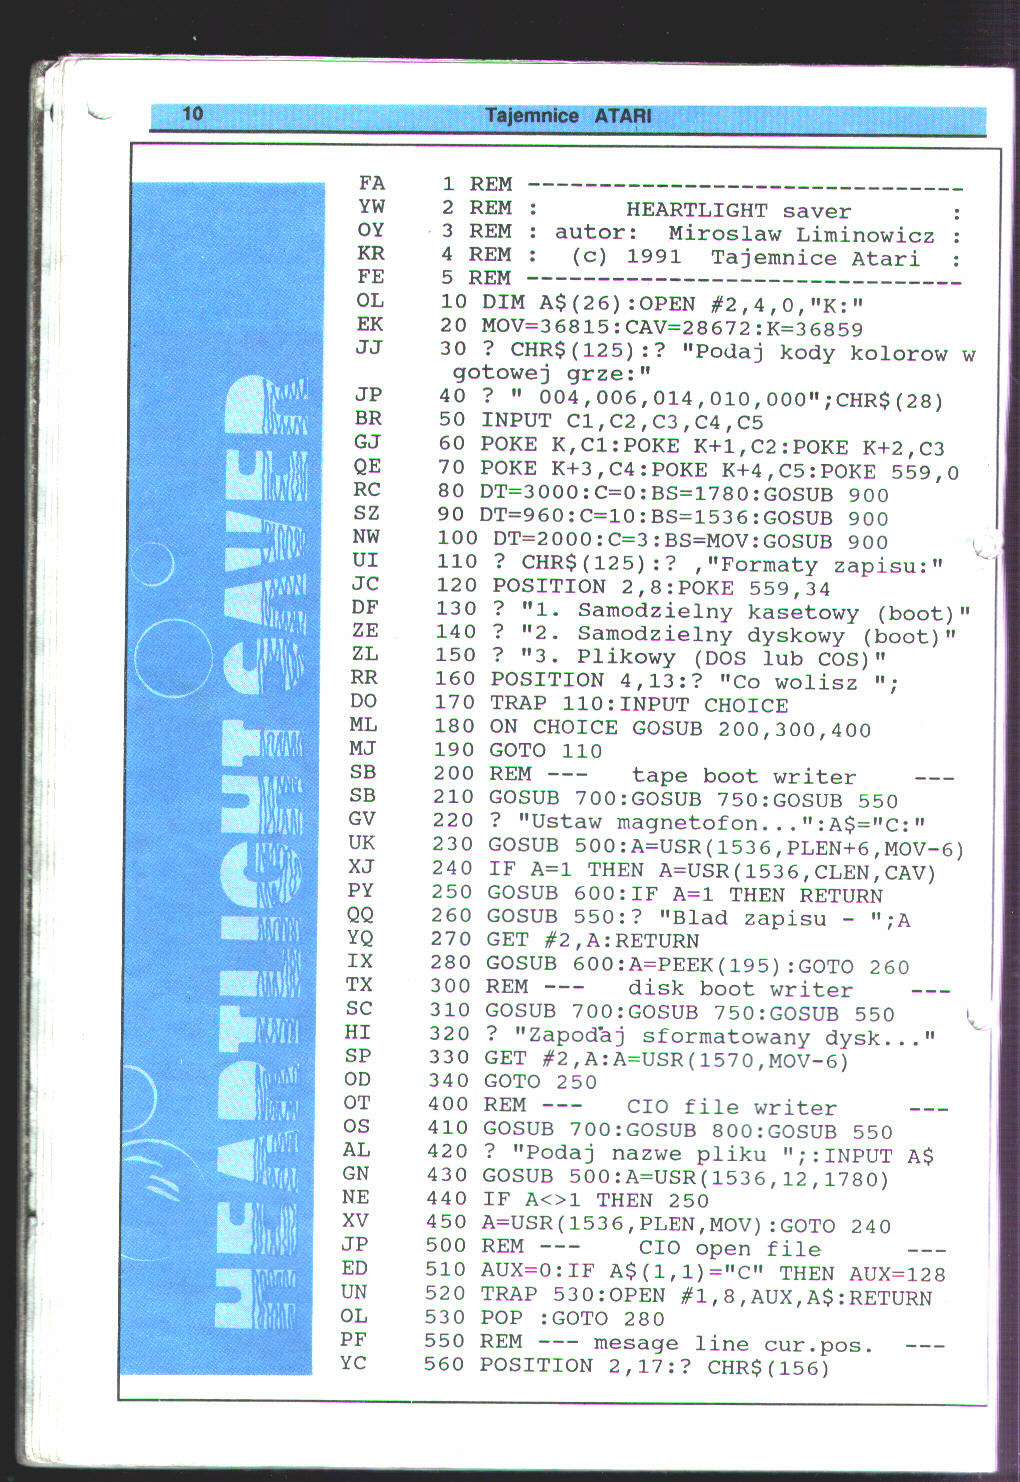 10 Tajemnice ATARI
HEARTLIGHT SAVER
FA 1 REM -------------------------------
YW 2 REM : HEARTLIGHT saver :
OY 3 REM : autor: Miroslaw Liminowicz :
KR 4 REM : (c) 1991 Tajemnice Atari :
FE 5 REM -------------------------------
OL 10 DIM A$(26):OPEN #2,4,0,"K:"
EK 20 MOV=36815:CAV=28672:K=36859
JJ 30 ? CHR$(125):? "Podaj kody kolorow w
gotowej grze:"
JP 40 ? " 004,006,014,010,000";CHR$(28)
BR 50 INPUT C1,C2,C3,C4,C5
GJ 60 POKE K,C1:POKE K+1,C2:POKE K+2,C3
QE 70 POKE K+3,C4:POKE K+4,C5:POKE 559,0
RC 80 DT=3000:C=0:BS=1780:GOSUB 900
SZ 90 DT=960:C=10:BS=1536:GOSUB 900
NW 100 DT=2000:C=3:BS=MOV:GOSUB 900
UI 110 ? CHR$(125):? ,"Formaty zapisu:"
JC 120 POSITION 2,8:POKE 559,34
DF 130 ? "1. Samodzielny kasetowy (boot)"
ZE 140 ? "2. Samodzielny dyskowy (boot)"
ZL 150 ? "3. Plikowy (DOS lub COS)"
RR 160 POSITION 4,13:? "Co wolisz ";
DO 170 TRAP 110:INPUT CHOICE
ML 180 ON CHOICE GOSUB 200,300,400
MJ 190 GOTO 110
SB 200 REM --- tape boot writer ---
SB 210 GOSUB 700:GOSUB 750:GOSUB 550
GV 220 ? "Ustaw magnetofon...":A$="C:"
UK 230 GOSUB 500:A=USR(1536,PLEN+6,MOV-6)
XJ 240 IF A=1 THEN A=USR(1536,CLEN,CAV)
PY 250 GOSUB 600:IF A=1 THEN RETURN
QQ 260 GOSUB 550:? "Blad zapisu - ";A
YQ 270 GET #2,A:RETURN
IX 280 GOSUB 600:A=PEEK(195):GOTO 260
TX 300 REM --- disk boot writer ---
SC 310 GOSUB 700:GOSUB 750:GOSUB 550
HI 320 ? "Zapodaj sformatowany dysk..."
SP 330 GET #2,A:A=USR(1570,MOV-6)
OD 340 GOTO 250
OT 400 REM --- CIO file writer ---
OS 410 GOSUB 700:GOSUB 800:GOSUB 550
AL 420 ? "Podaj nazwe pliku ";:INPUT A$
GN 430 GOSUB 500:A=USR(1536,12,1780)
NE 440 IF A<>1 THEN 250
XV 450 A=USR(1536,PLEN,MOV):GOTO 240
JP 500 REM --- CIO open file ---
ED 510 AUX=0:IF A$(1,1)="C" THEN AUX=128
UN 520 TRAP 530:OPEN #1,8,AUX,A$:RETURN
OL 530 POP :GOTO 280
PF 550 REM --- mesage line cur.pos. ---
YC 560 POSITION 2,17:? CHR$(156)